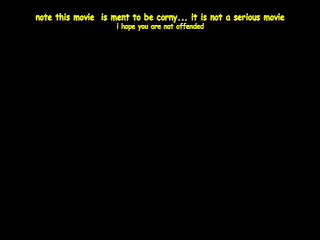 note this movie is ment to be corny... it is not a serious movie
I hope you are not offended